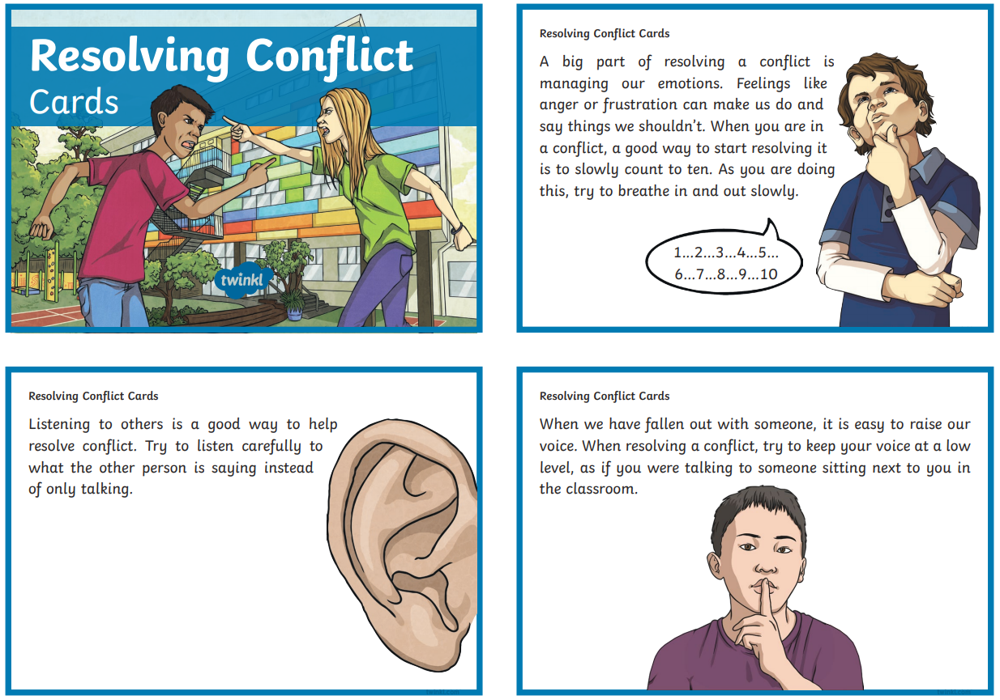 Resolving Conflict
Cards
twinkl
Resolving Conflict Cards
A big part of resolving a conflict is
managing our emotions. Feelings like
anger or frustration can make us do and
say things we shouldn't. When you are in
a conflict, a good way to start resolving it
is to slowly count to ten. As you are doing
this, try to breathe in and out slowly.
1...2...3...4...5...
6...7...8...9...10
Resolving Conflict Cards
Listening to others is a good way to help
resolve conflict. Try to listen carefully to
what the other person is saying instead
of only talking.
Resolving Conflict Cards
When we have fallen out with someone, it is easy to raise our
voice. When resolving a conflict, try to keep your voice at a low
level, as if you were talking to someone sitting next to you in
the classroom.